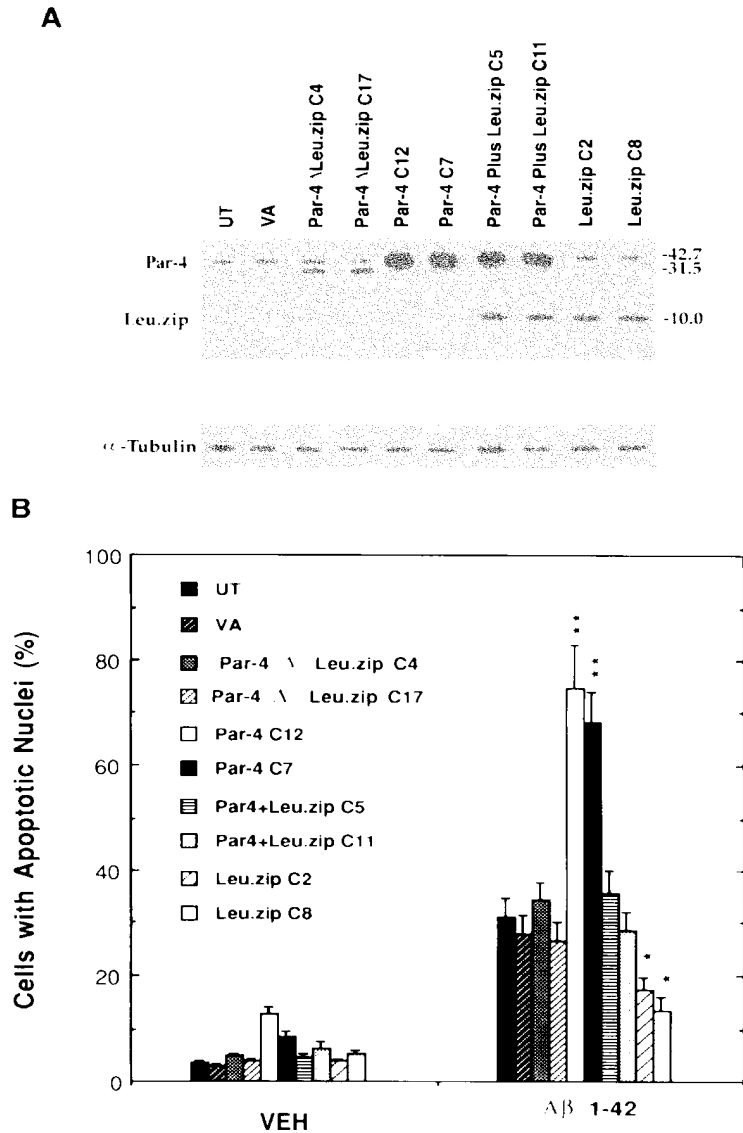 A
UT
VA
Par-4 \Leu.zip C4
Par-4 \Leu.zip C17
Par-4 C12
Par-4 C7
Par-4 Plus Leu.zip C5
Par-4 Plus Leu.zip C11
Leu.zip C2
Leu.zip C8
Par-4
-42.7
-31.5
Leu.zip
-10.0
α-Tubulin
B
Cells with Apoptotic Nuclei (%)
100
80
60
40
20
0
UT
VA
Par-4 \ Leu.zip C4
Par-4 Λ Leu.zip C17
Par-4 C12
Par-4 C7
Par4+Leu.zip C5
Par4+Leu.zip C11
Leu.zip C2
Leu.zip C8
**
**
*
*
VEH
Aβ 1-42